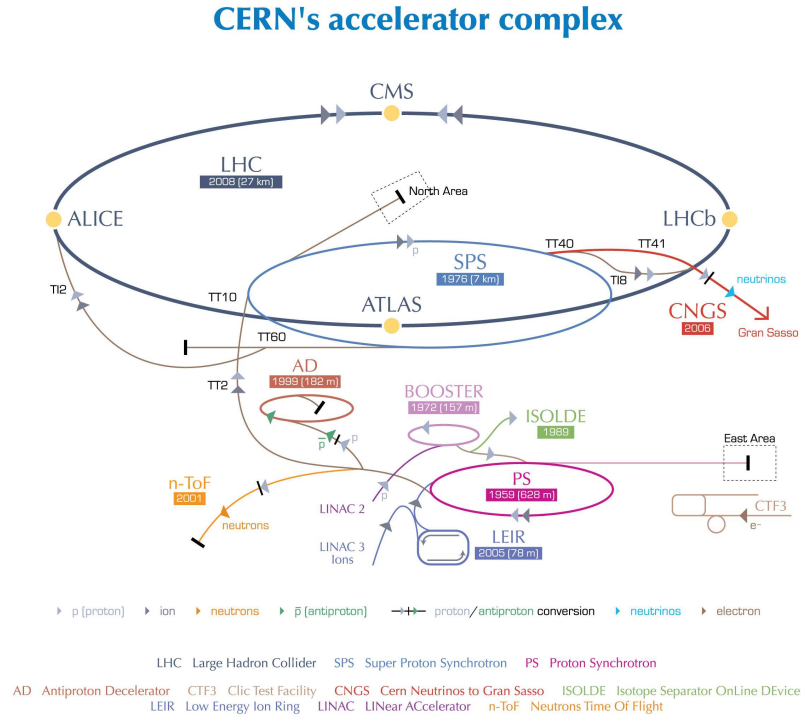 CERN's accelerator complex
CMS
LHC
2008 (27 km)
North Area
ALICE
LHCb
TT40
TT41
p
SPS
1976 (7 km)
TI8
neutrinos
TI2
TT10
ATLAS
CNGS
2006
Gran Sasso
TT60
AD
1999 (182 m)
TT2
BOOSTER
1972 (157 m)
ISOLDE
1989
p̅
p
East Area
n-ToF
2001
PS
1959 (628 m)
p
LINAC 2
neutrons
CTF3
e-
LINAC 3
Ions
LEIR
2005 (78 m)
p (proton)
ion
neutrons
p̅ (antiproton)
proton/antiproton conversion
neutrinos
electron
LHC Large Hadron Collider SPS Super Proton Synchrotron PS Proton Synchrotron
AD Antiproton Decelerator CTF3 Clic Test Facility CNGS Cern Neutrinos to Gran Sasso ISOLDE Isotope Separator OnLine DEvice
LEIR Low Energy Ion Ring LINAC LINear ACcelerator n-ToF Neutrons Time Of Flight